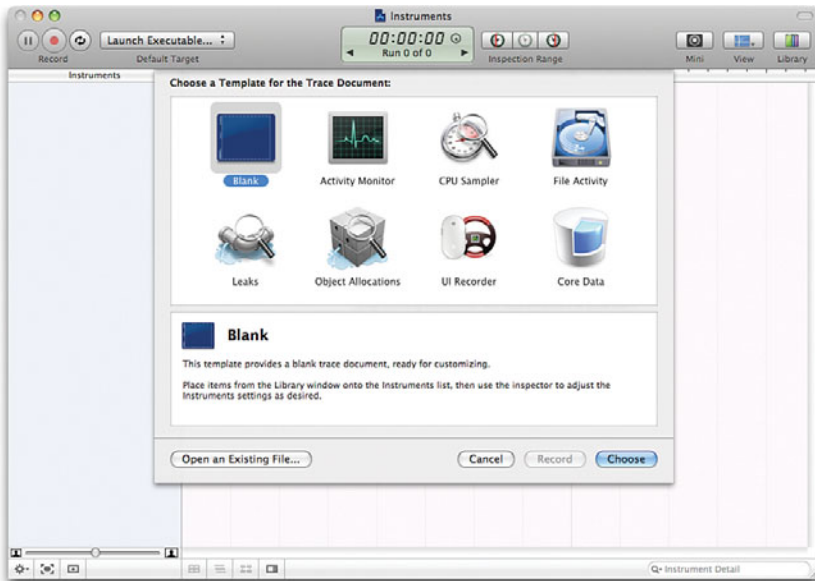 Instruments
Launch Executable...
00:00:00
Run 0 of 0
Record
Default Target
Inspection Range
Mini
View
Library
Instruments
Choose a Template for the Trace Document:
Blank
Activity Monitor
CPU Sampler
File Activity
Leaks
Object Allocations
UI Recorder
Core Data
Blank
This template provides a blank trace document, ready for customizing.
Place items from the Library window onto the Instruments list, then use the inspector to adjust the
Instruments settings as desired.
Open an Existing File...
Cancel
Record
Choose
Instrument Detail